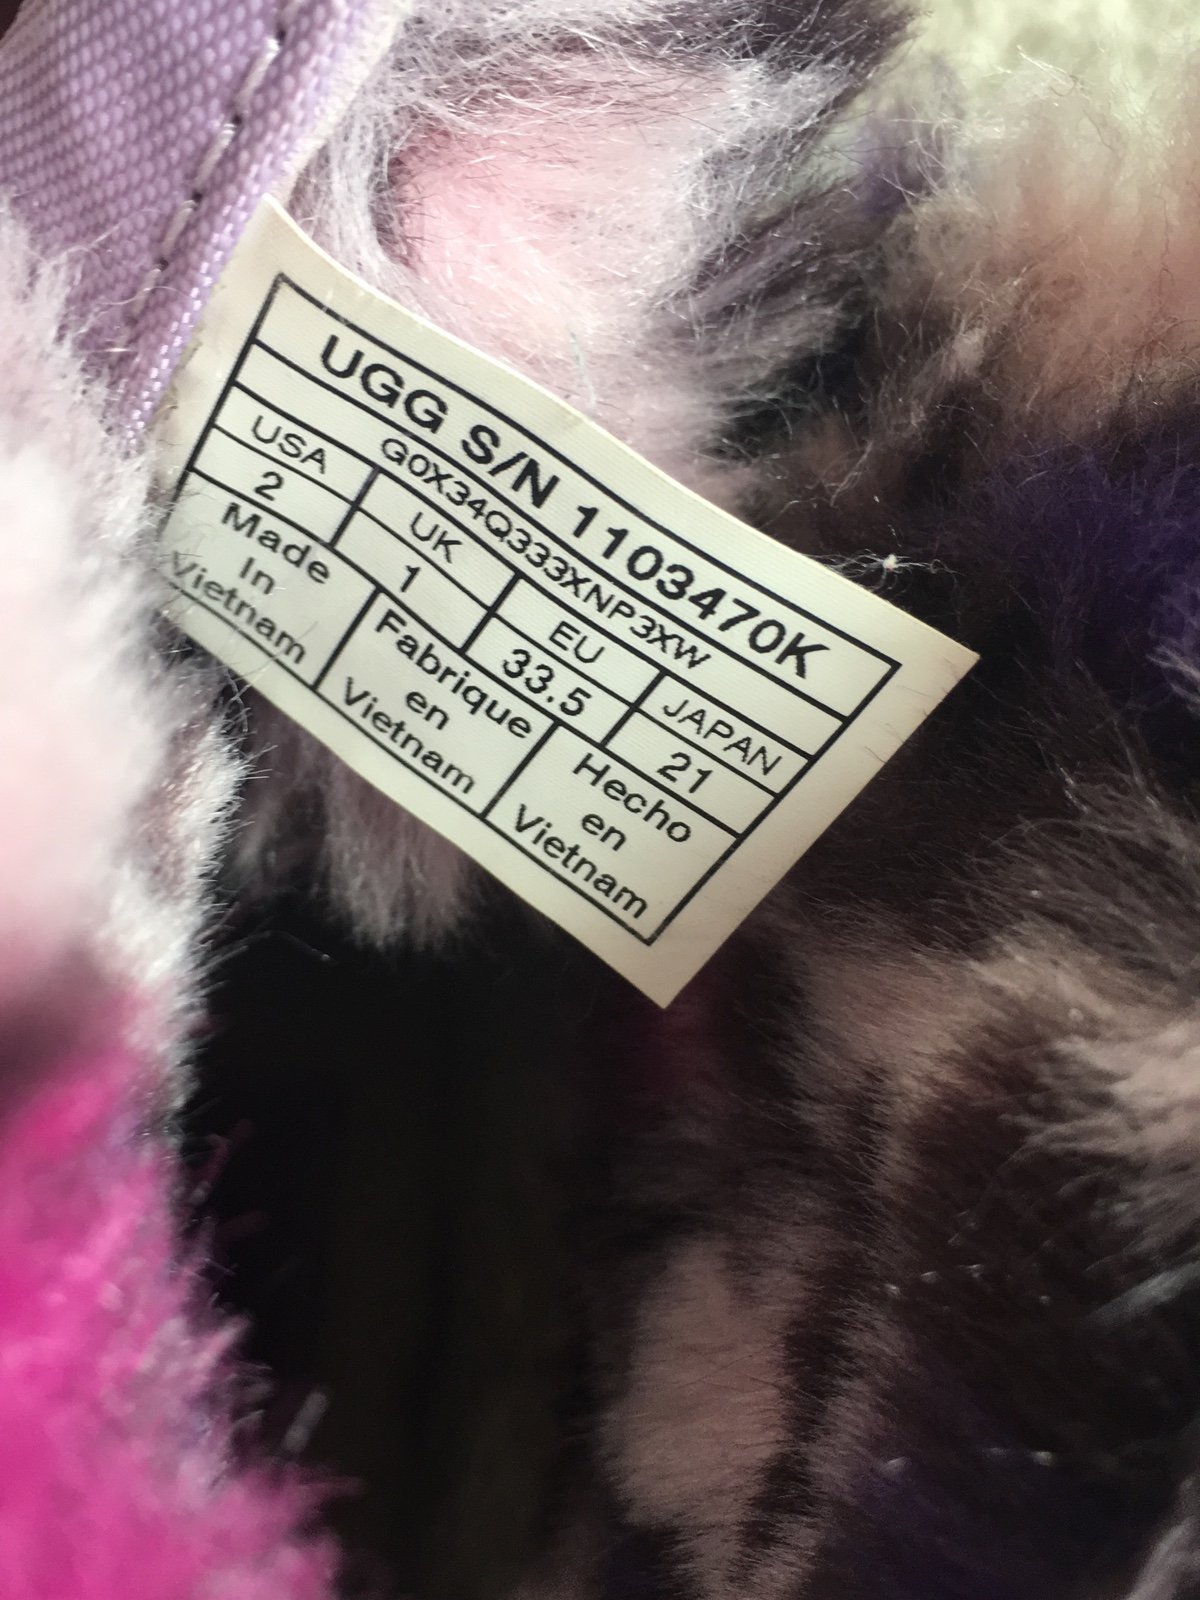 UGG S/N 1103470K
G0X34Q333XNP3XW
USA UK EU JAPAN
2 1 33.5 21
Made
In
Vietnam
Fabrique
en
Vietnam
Hecho
en
Vietnam